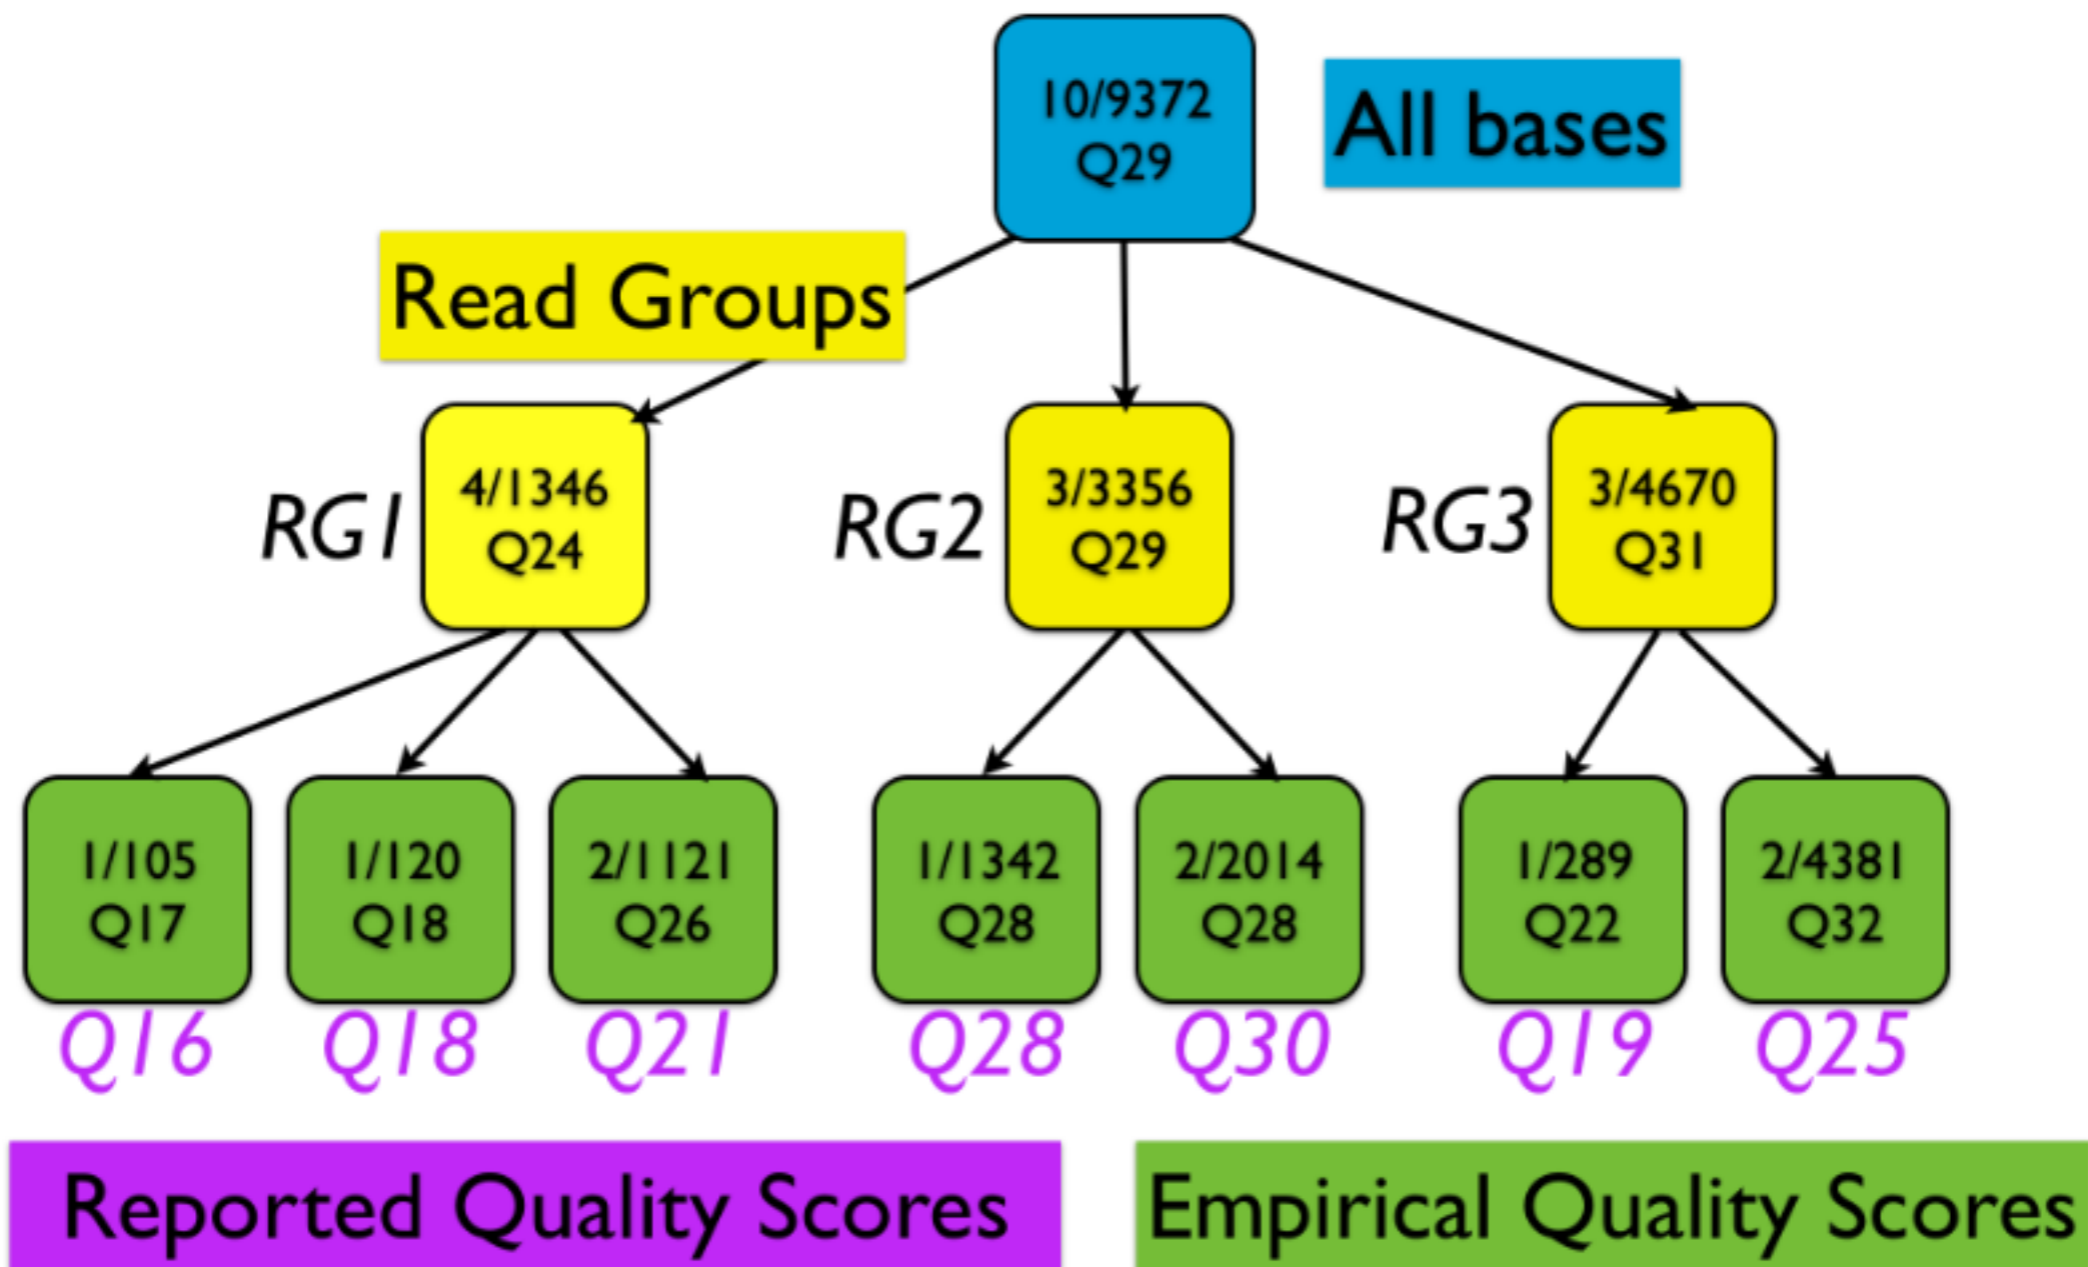 10/9372
Q29
All bases
Read Groups
RG1
4/1346
Q24
RG2
3/3356
Q29
RG3
3/4670
Q31
1/105
Q17
1/120
Q18
2/1121
Q26
1/1342
Q28
2/2014
Q28
1/289
Q22
2/4381
Q32
Q16
Q18
Q21
Q28
Q30
Q19
Q25
Reported Quality Scores
Empirical Quality Scores